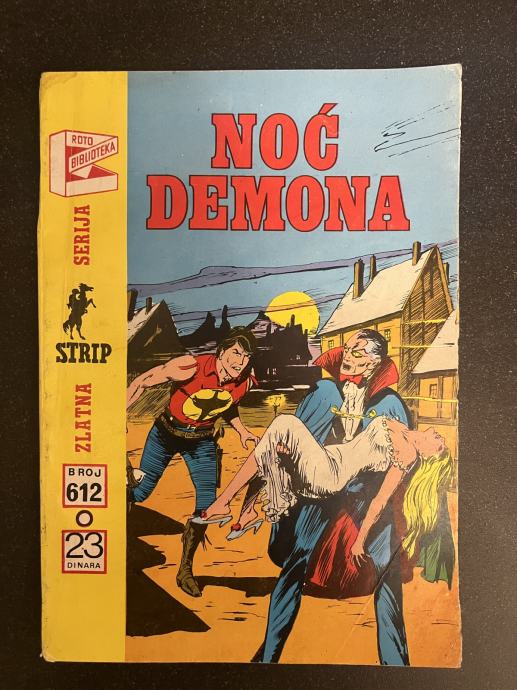 NOĆ
DEMONA
ROTO
BIBLIOTEKA
ZLATNA SERIJA
STRIP
BROJ
612
23
DINARA